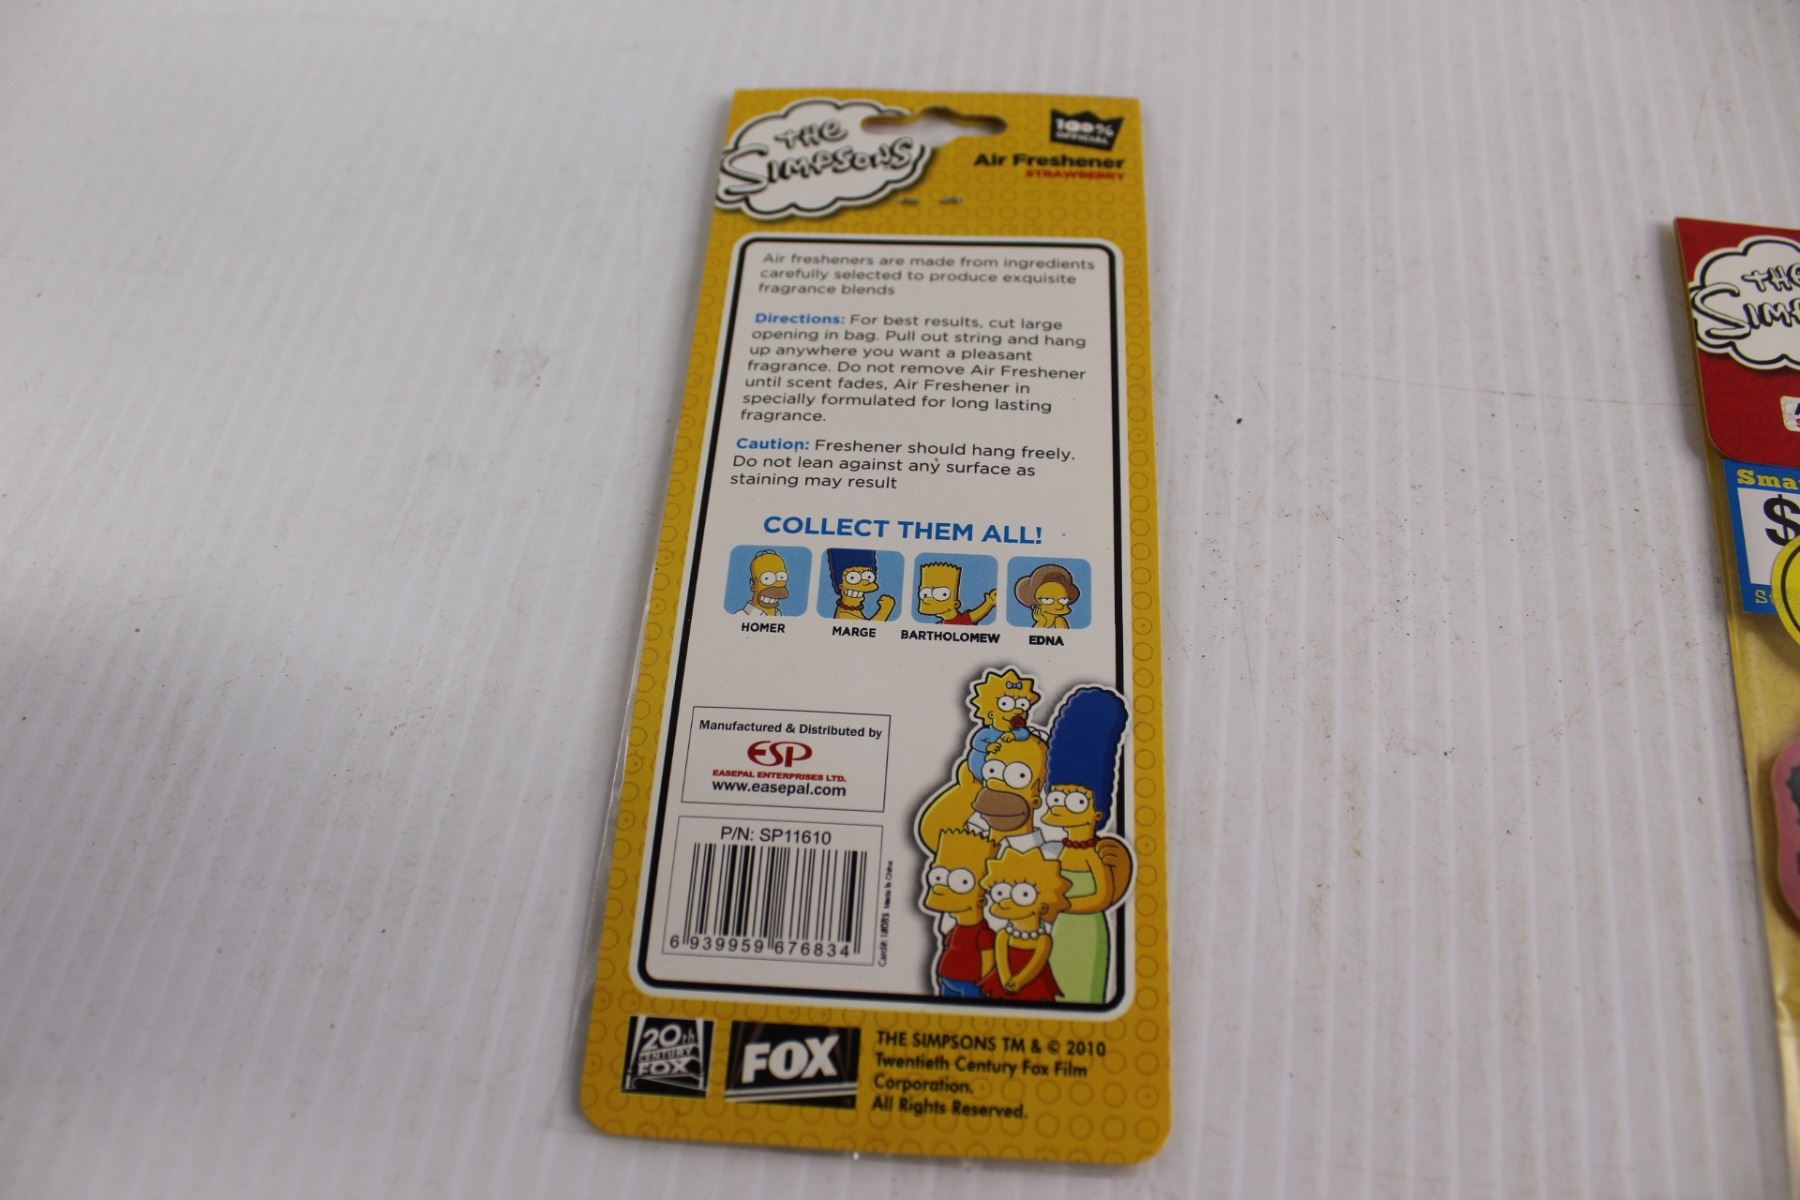 THE
SIMPSONS
100%
OFFICIAL
Air Freshener
STRAWBERRY
Air fresheners are made from ingredients
carefully selected to produce exquisite
fragrance blends
Directions: For best results, cut large
opening in bag. Pull out string and hang
up anywhere you want a pleasant
fragrance. Do not remove Air Freshener
until scent fades, Air Freshener in
specially formulated for long lasting
fragrance.
Caution: Freshener should hang freely.
Do not lean against any surface as
staining may result
COLLECT THEM ALL!
HOMER MARGE BARTHOLOMEW EDNA
Manufactured & Distributed by
ESP
EASEPAL ENTERPRISES LTD.
www.easepal.com
P/N: SP11610
6 939959 676834
Made in China
20th
CENTURY
FOX
FOX
THE SIMPSONS TM & © 2010
Twentieth Century Fox Film
Corporation.
All Rights Reserved.
THE
SIMP
Sma
$